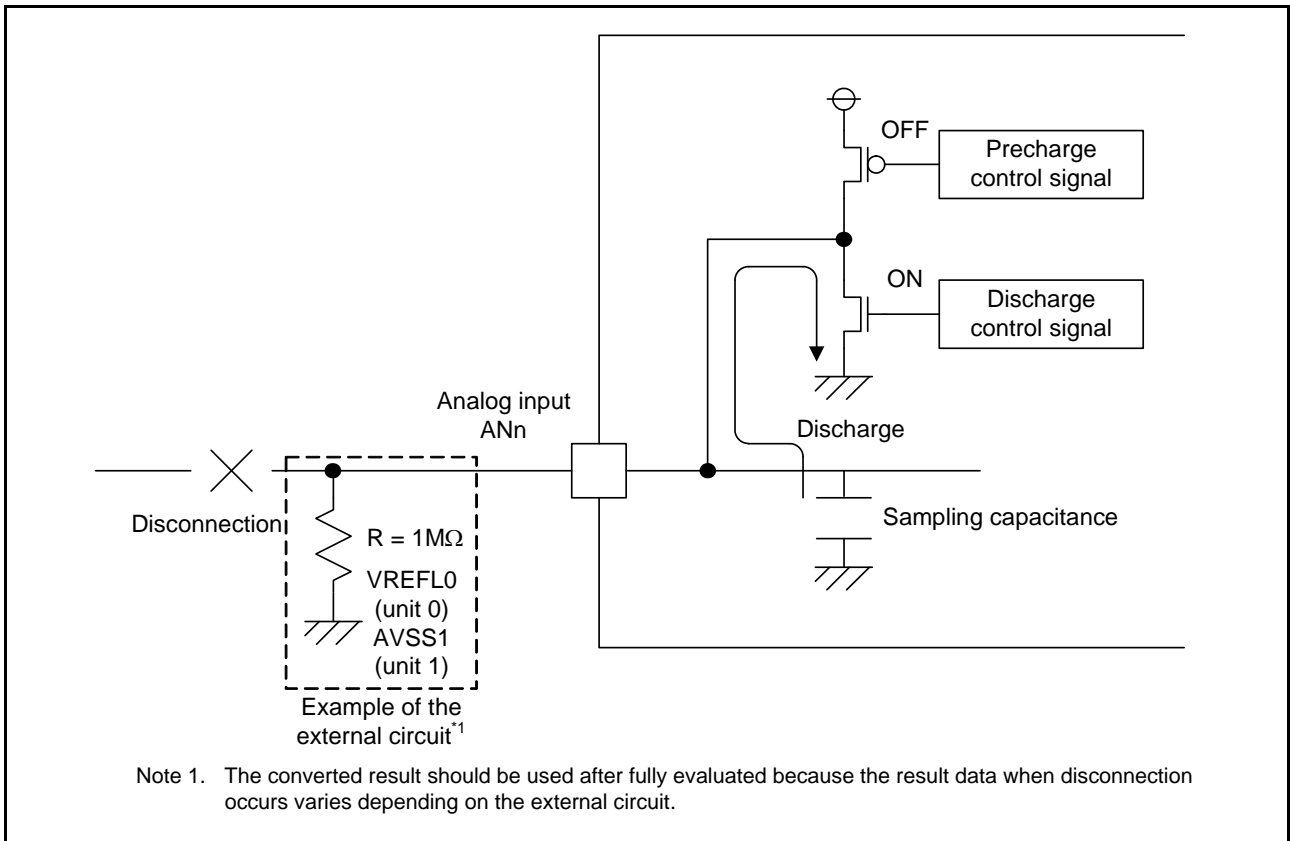 OFF
Precharge
control signal
ON
Discharge
control signal
Analog input
ANn
Discharge
Disconnection
Sampling capacitance
R = 1MΩ
VREFL0
(unit 0)
AVSS1
(unit 1)
Example of the
external circuit*1
Note 1. The converted result should be used after fully evaluated because the result data when disconnection
occurs varies depending on the external circuit.